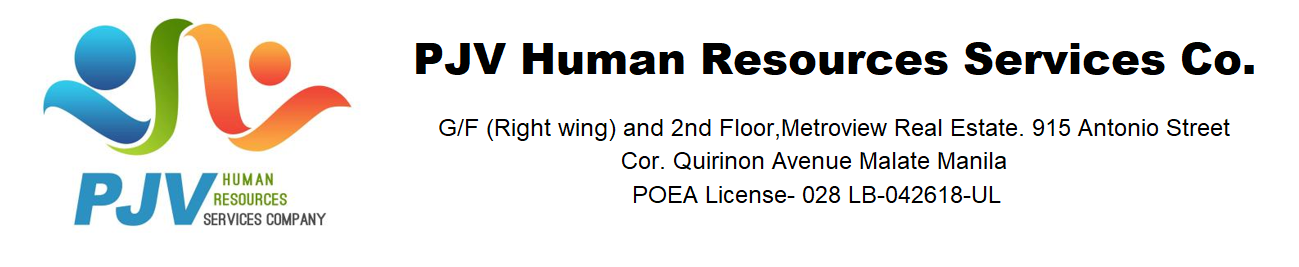 PJV
HUMAN
RESOURCES
SERVICES COMPANY
PJV Human Resources Services Co.
G/F (Right wing) and 2nd Floor,Metroview Real Estate. 915 Antonio Street
Cor. Quirinon Avenue Malate Manila
POEA License- 028 LB-042618-UL